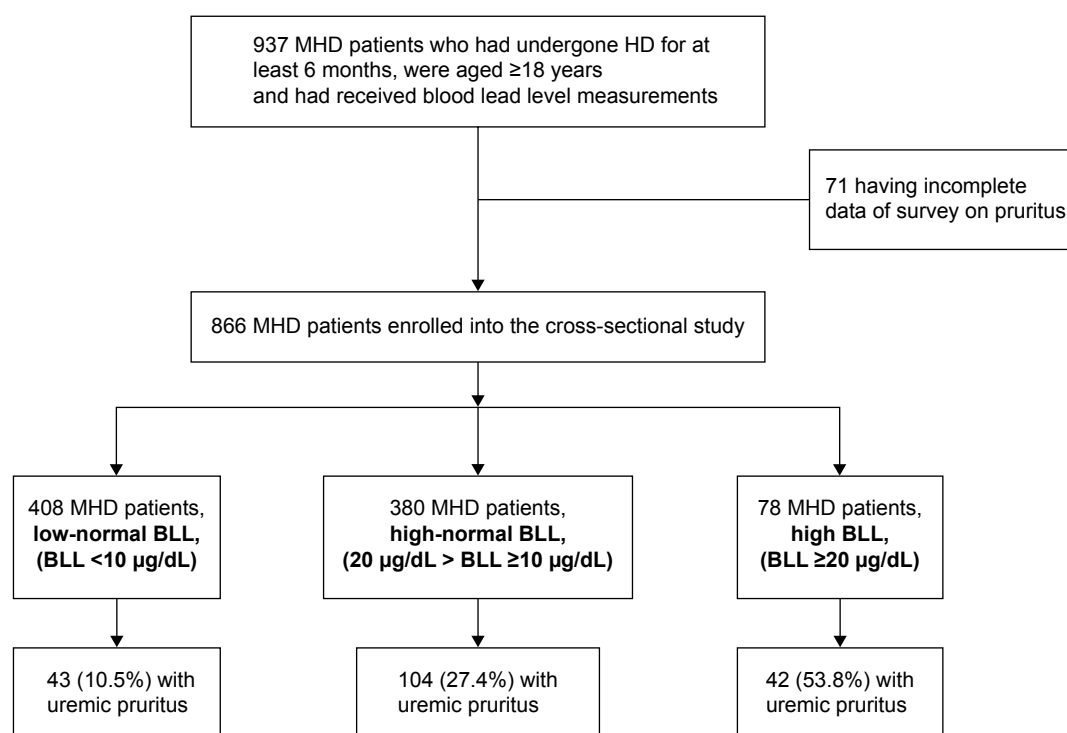 937 MHD patients who had undergone HD for at
least 6 months, were aged ≥18 years
and had received blood lead level measurements
71 having incomplete
data of survey on pruritus
866 MHD patients enrolled into the cross-sectional study
408 MHD patients,
low-normal BLL,
(BLL <10 µg/dL)
380 MHD patients,
high-normal BLL,
(20 µg/dL > BLL ≥10 µg/dL)
78 MHD patients,
high BLL,
(BLL ≥20 µg/dL)
43 (10.5%) with
uremic pruritus
104 (27.4%) with
uremic pruritus
42 (53.8%) with
uremic pruritus